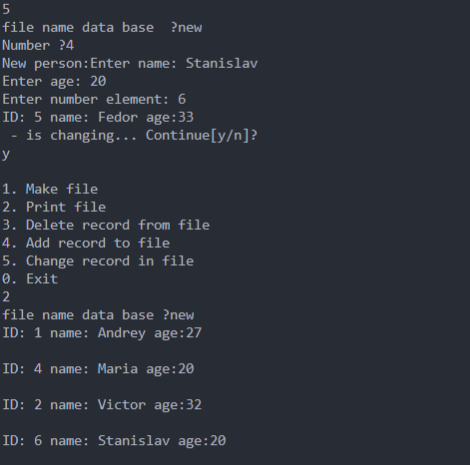 5
file name data base  ?new
Number ?4
New person:Enter name: Stanislav
Enter age: 20
Enter number element: 6
ID: 5 name: Fedor age:33
 - is changing... Continue[y/n]?
y
1. Make file
2. Print file
3. Delete record from file
4. Add record to file
5. Change record in file
0. Exit
2
file name data base ?new
ID: 1 name: Andrey age:27
ID: 4 name: Maria age:20
ID: 2 name: Victor age:32
ID: 6 name: Stanislav age:20